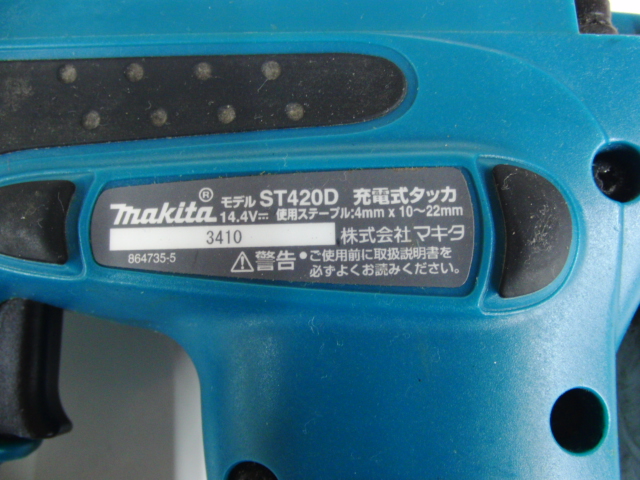 makita® モデル ST420D 充電式タッカ
14.4V⎓ 使用ステープル:4mm x 10～22mm
3410 株式会社 マキタ
864735-5 ⚠警告 •ご使用前に取扱説明書を
必ずよくお読みください。